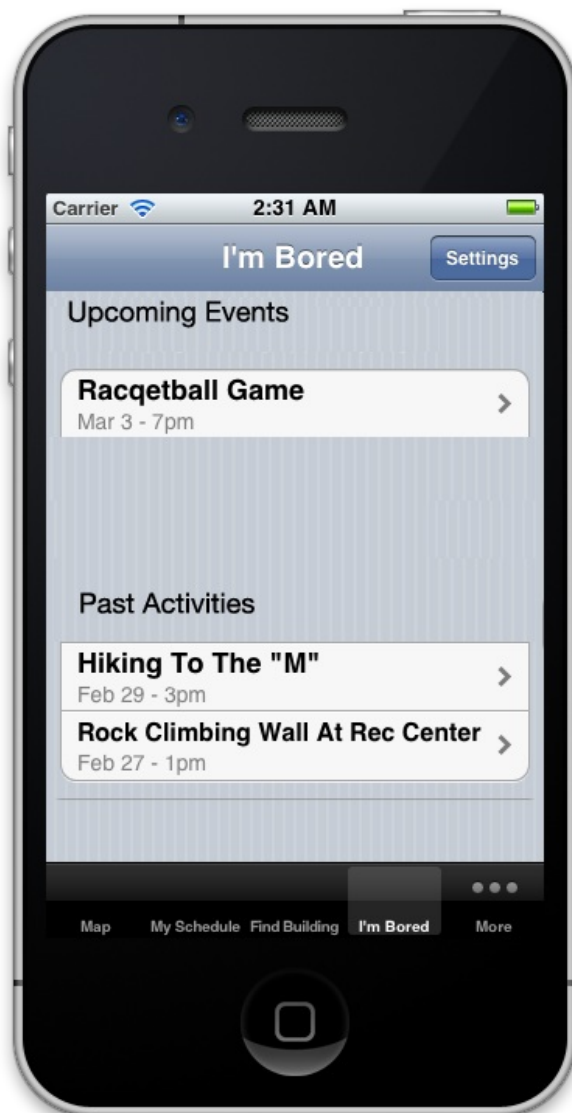 Carrier 2:31 AM
I'm Bored Settings
Upcoming Events
Racqetball Game
Mar 3 - 7pm
Past Activities
Hiking To The "M"
Feb 29 - 3pm
Rock Climbing Wall At Rec Center
Feb 27 - 1pm
Map My Schedule Find Building I'm Bored More